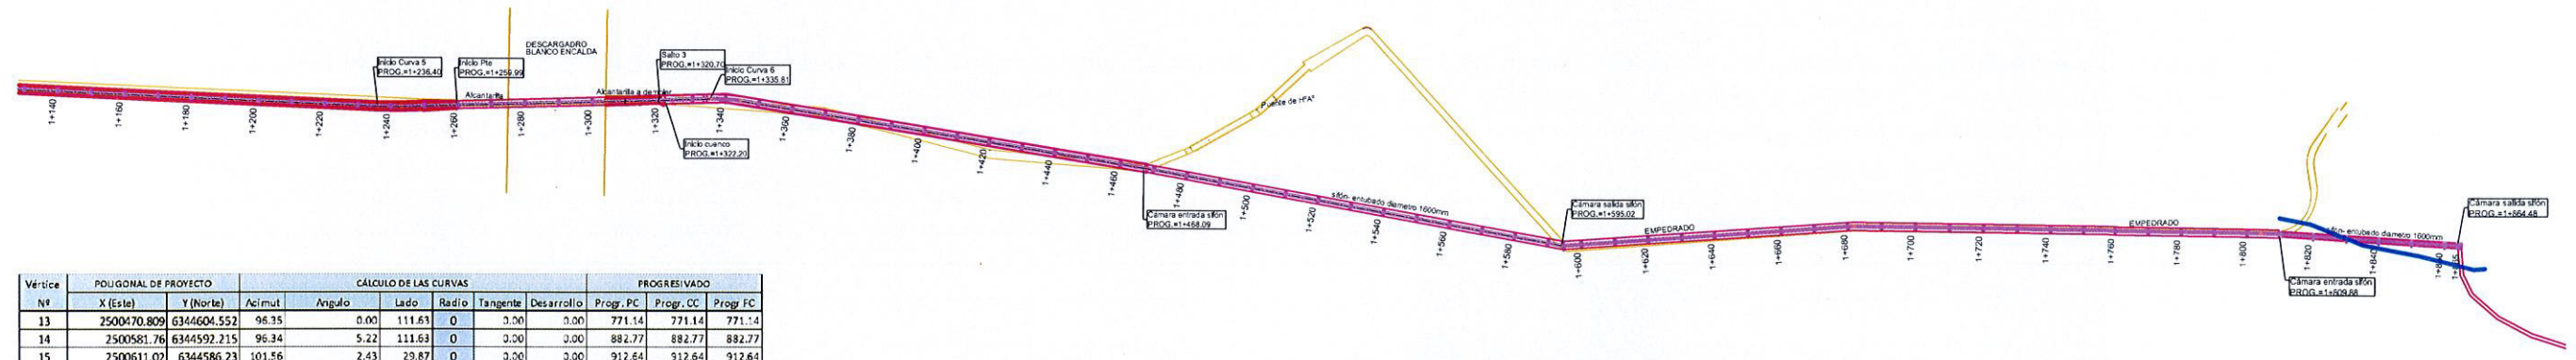 DESCARGADRO
BLANCO ENCALDA
Inicio Curva 5
PROG.=1+236,40
Inicio Pte
PROG.=1+259,99
Salto 3
PROG.=1+320,70
Inicio Curva 6
PROG.=1+335.81
Alcantarilla
Alcantarilla a demoler
Inicio cuenco
PROG.=1+322,20
Puente de HºAº
1+140
1+160
1+180
1+200
1+220
1+240
1+260
1+280
1+300
1+320
1+340
1+360
1+380
1+400
1+420
1+440
1+460
1+480
1+500
1+520
1+540
1+560
1+580
1+600
1+620
1+640
1+660
1+680
1+700
1+720
1+740
1+760
1+780
1+800
1+820
1+840
1+860
Cámara entrada sifón
PROG.=1+468.09
sifón- entubado diametro 1600mm
Cámara salida sifón
PROG.=1+595.02
EMPEDRADO
EMPEDRADO
sifón- entubado diametro 1600mm
Cámara salida sifón
PROG.=1+864.48
Cámara entrada sifón
PROG.=1+809.88
Vértice POLIGONAL DE PROYECTO CÁLCULO DE LAS CURVAS PROGRESIVADO
Nº X (Este) Y (Norte) Acimut Angulo Lado Radio Tangente Desarrollo Progr. PC Progr. CC Progr FC
13 2500470.809 6344604.552 96.35 0.00 111.63 0 0.00 0.00 771.14 771.14 771.14
14 2500581.76 6344592.215 96.34 5.22 111.63 0 0.00 0.00 882.77 882.77 882.77
15 2500611.02 6344586.23 101.56 2.43 29.87 0 0.00 0.00 912.64 912.64 912.64